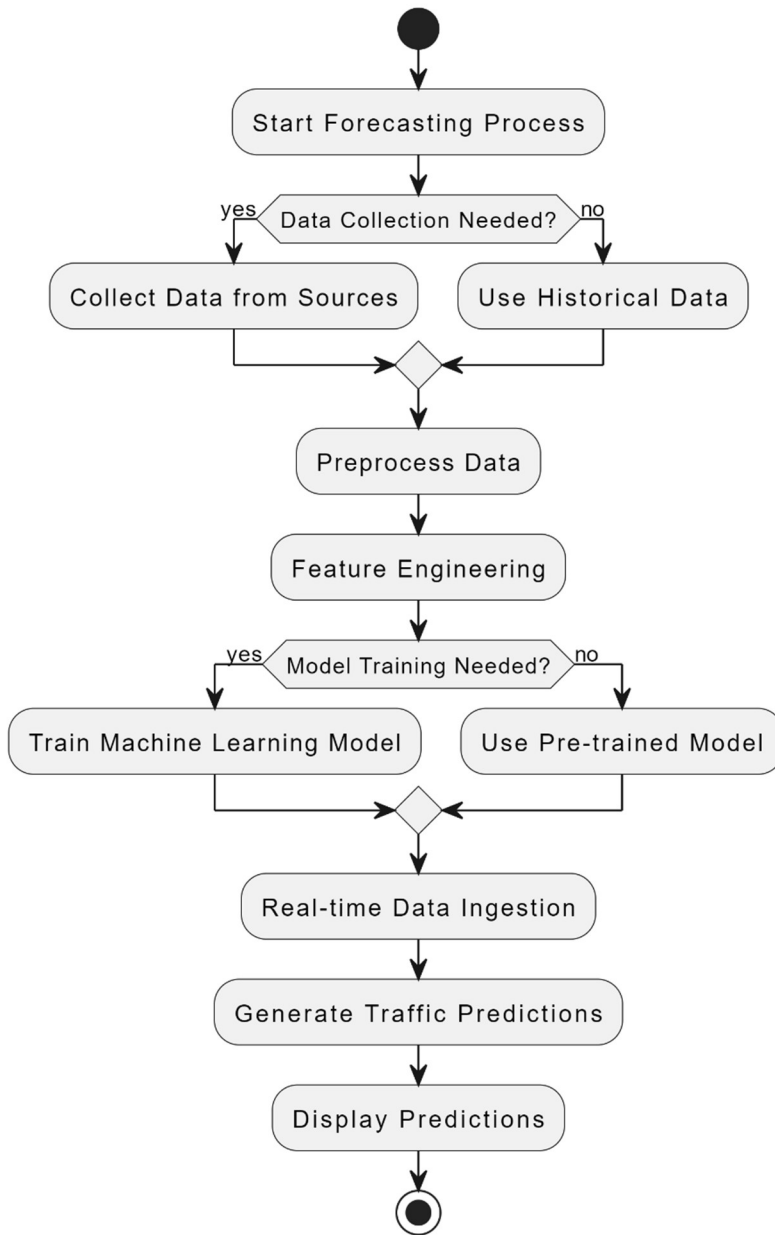 Start Forecasting Process
yes
Data Collection Needed?
no
Collect Data from Sources
Use Historical Data
Preprocess Data
Feature Engineering
yes
Model Training Needed?
no
Train Machine Learning Model
Use Pre-trained Model
Real-time Data Ingestion
Generate Traffic Predictions
Display Predictions